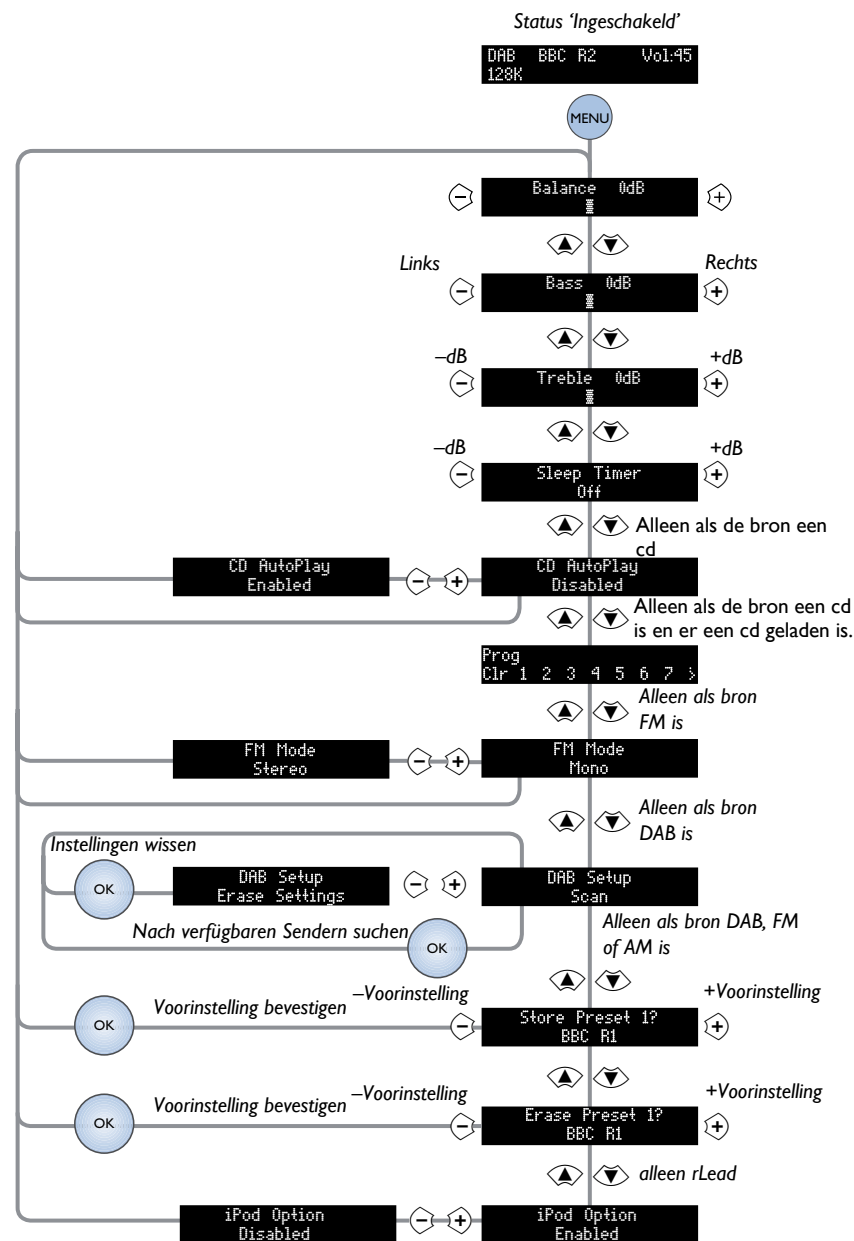 Status ‘Ingeschakeld’
DAB BBC R2 Vol:45
128K
MENU
Balance 0dB
Links
Rechts
Bass 0dB
–dB
+dB
Treble 0dB
–dB
+dB
Sleep Timer
Off
Alleen als de bron een
cd
CD AutoPlay
Enabled
CD AutoPlay
Disabled
Alleen als de bron een cd
is en er een cd geladen is.
Prog
Clr 1 2 3 4 5 6 7 >
Alleen als bron
FM is
FM Mode
Stereo
FM Mode
Mono
Alleen als bron
DAB is
Instellingen wissen
OK
DAB Setup
Erase Settings
DAB Setup
Scan
Nach verfügbaren Sendern suchen
OK
Alleen als bron DAB, FM
of AM is
OK
Voorinstelling bevestigen
–Voorinstelling
+Voorinstelling
Store Preset 1?
BBC R1
OK
Voorinstelling bevestigen
–Voorinstelling
+Voorinstelling
Erase Preset 1?
BBC R1
alleen rLead
iPod Option
Disabled
iPod Option
Enabled